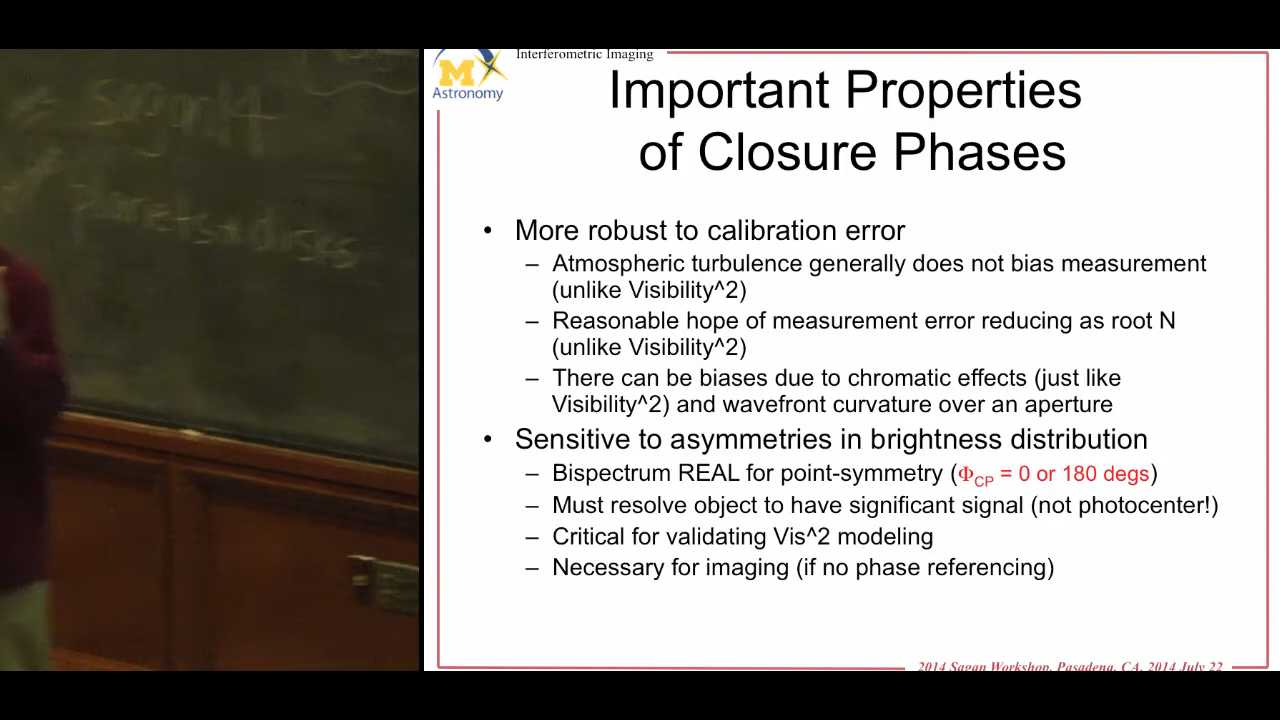 planets+disks
Interferometric Imaging
M
Astronomy
Important Properties
of Closure Phases
• More robust to calibration error
– Atmospheric turbulence generally does not bias measurement
(unlike Visibility^2)
– Reasonable hope of measurement error reducing as root N
(unlike Visibility^2)
– There can be biases due to chromatic effects (just like
Visibility^2) and wavefront curvature over an aperture
• Sensitive to asymmetries in brightness distribution
– Bispectrum REAL for point-symmetry (Φ_CP = 0 or 180 degs)
– Must resolve object to have significant signal (not photocenter!)
– Critical for validating Vis^2 modeling
– Necessary for imaging (if no phase referencing)
2014 Sagan Workshop, Pasadena, CA, 2014 July 22